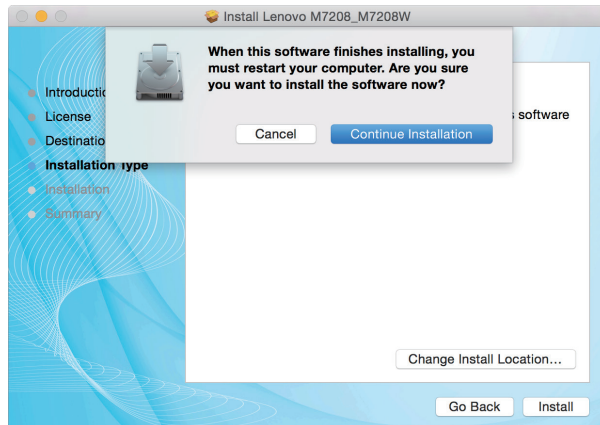 Install Lenovo M7208_M7208W
When this software finishes installing, you
must restart your computer. Are you sure
you want to install the software now?
Cancel
Continue Installation
Introductic
License
Destinatio
Installation Type
Installation
Summary
s software
Change Install Location...
Go Back
Install